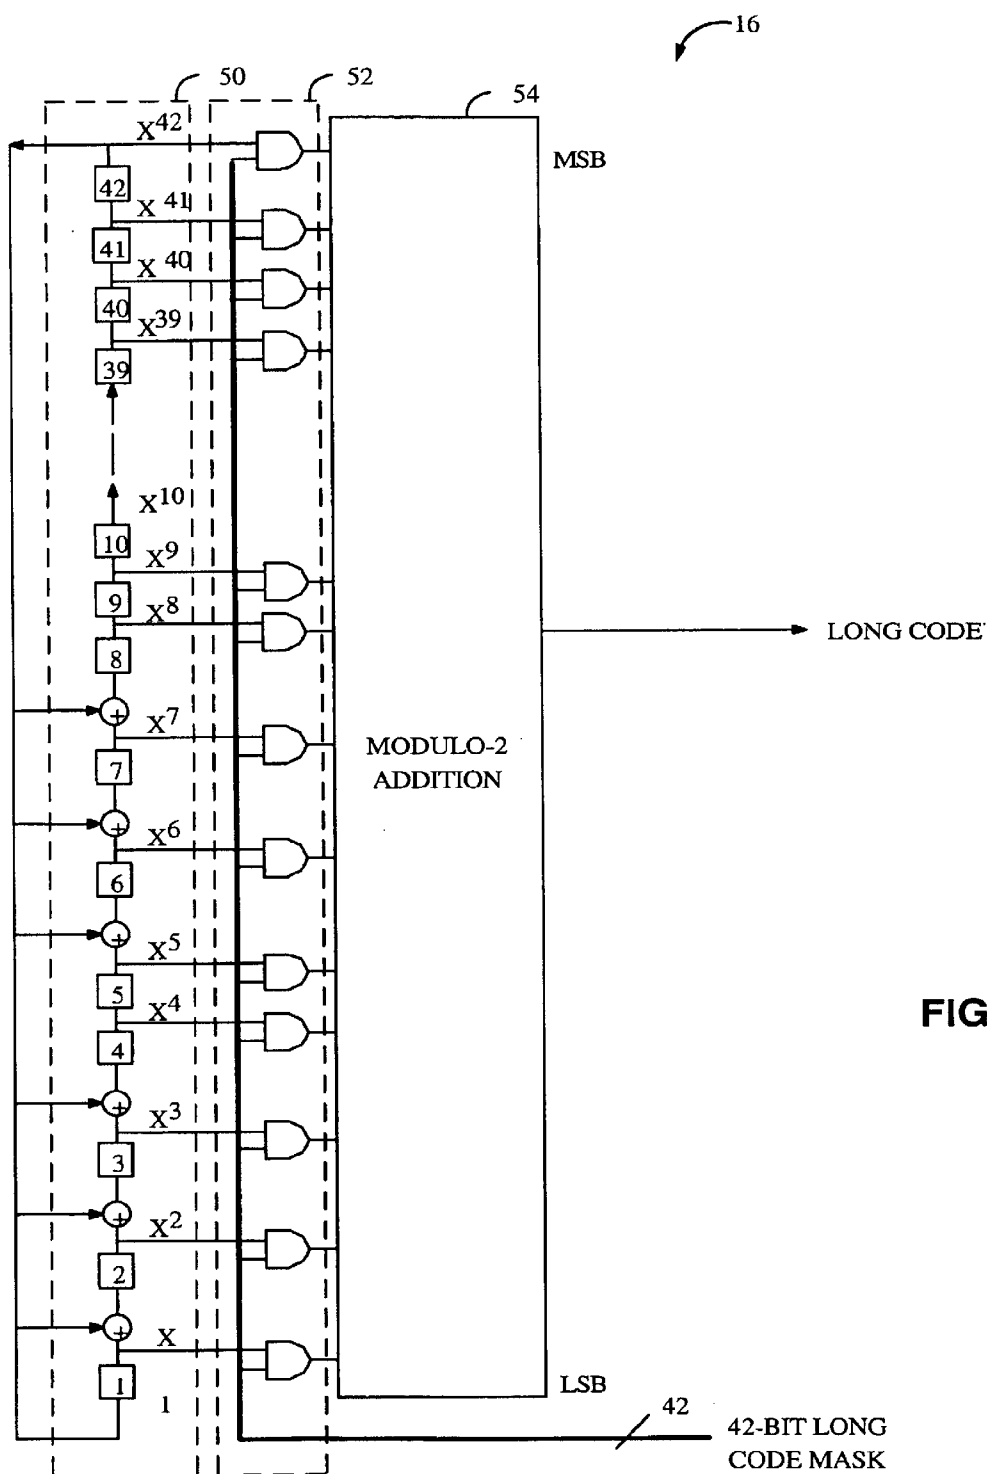 16
50
52
54
X42
MSB
42
X 41
41
X 40
40
X39
39
X10
10
X9
9
X8
8
LONG CODE
+
X7
7
MODULO-2
ADDITION
+
X6
6
+
X5
5
FIG
X4
4
+
X3
3
+
X2
2
+
X
1
LSB
1
42
42-BIT LONG
CODE MASK